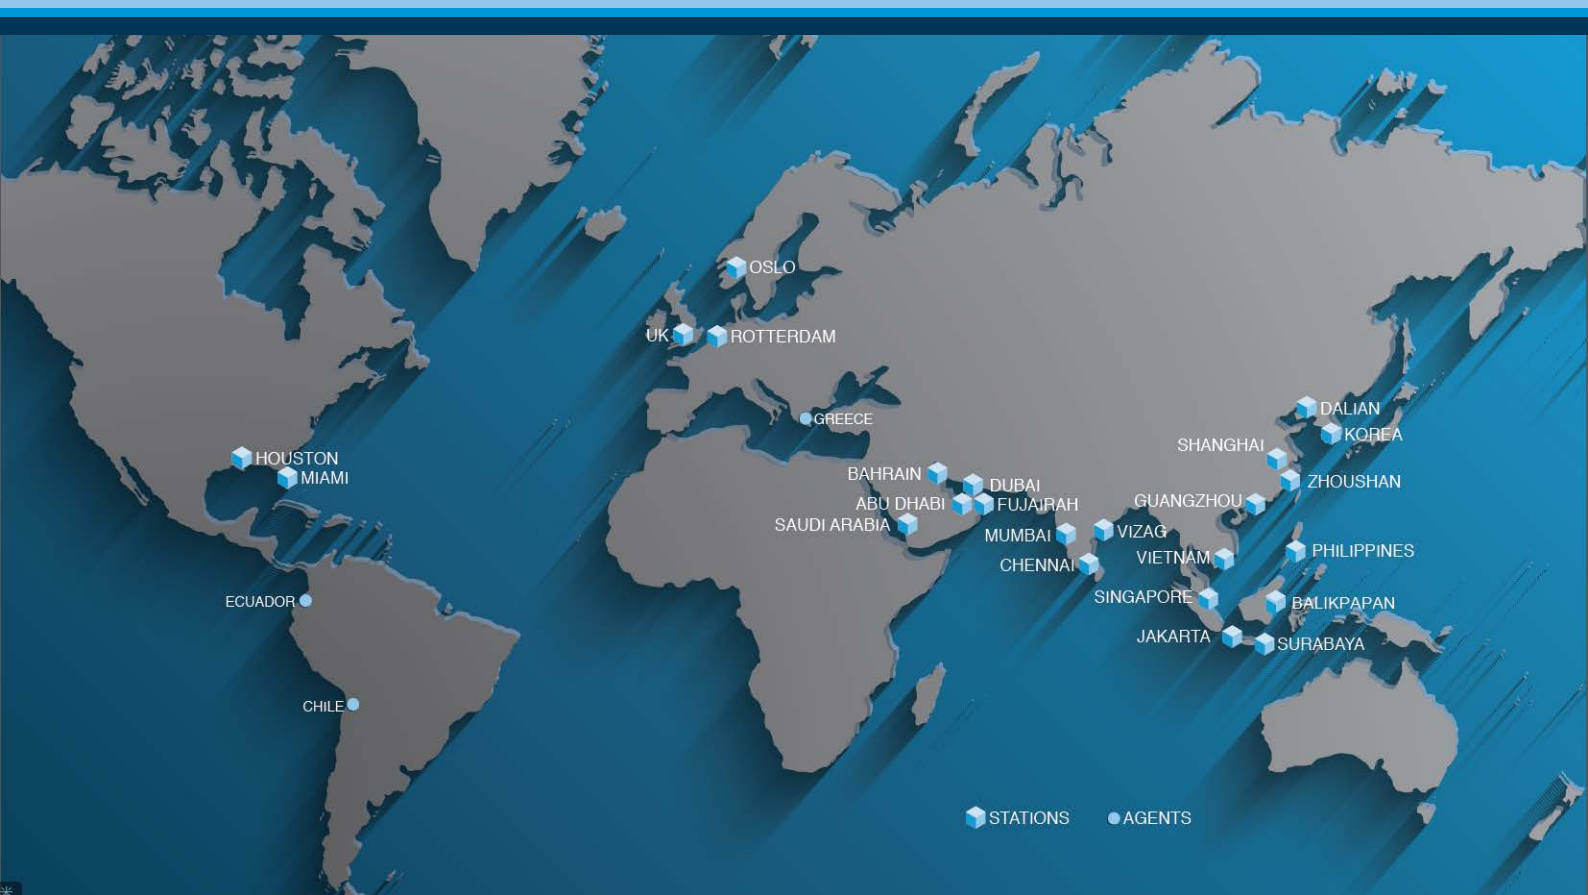 OSLO
UK
ROTTERDAM
DALIAN
GREECE
KOREA
SHANGHAI
HOUSTON
BAHRAIN
MIAMI
ZHOUSHAN
DUBAI
GUANGZHOU
ABU DHABI
FUJAIRAH
SAUDI ARABIA
VIZAG
MUMBAI
PHILIPPINES
VIETNAM
CHENNAI
SINGAPORE
ECUADOR
BALIKPAPAN
JAKARTA
SURABAYA
CHILE
STATIONS
AGENTS